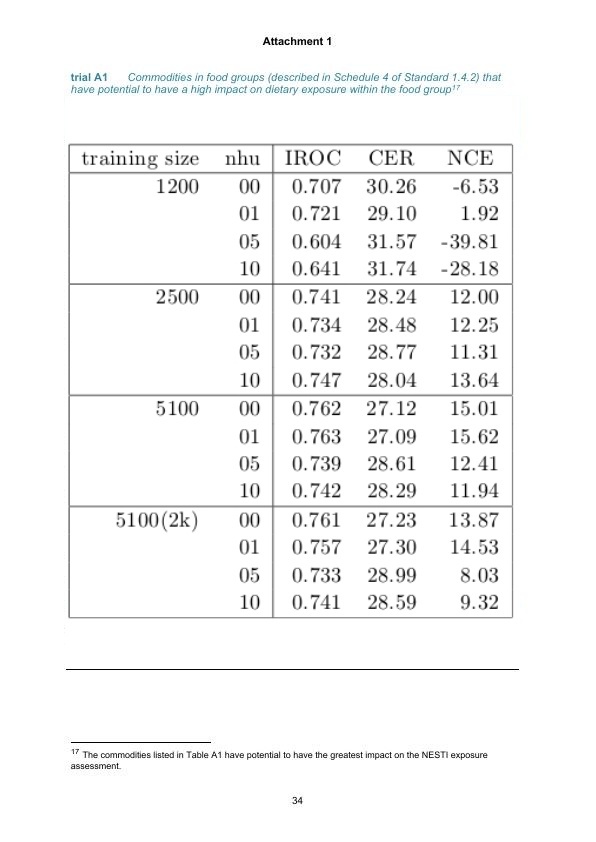 Attachment 1
trial A1 Commodities in food groups (described in Schedule 4 of Standard 1.4.2) that
have potential to have a high impact on dietary exposure within the food group17
training size nhu IROC CER NCE
1200 00 0.707 30.26 -6.53
01 0.721 29.10 1.92
05 0.604 31.57 -39.81
10 0.641 31.74 -28.18
2500 00 0.741 28.24 12.00
01 0.734 28.48 12.25
05 0.732 28.77 11.31
10 0.747 28.04 13.64
5100 00 0.762 27.12 15.01
01 0.763 27.09 15.62
05 0.739 28.61 12.41
10 0.742 28.29 11.94
5100(2k) 00 0.761 27.23 13.87
01 0.757 27.30 14.53
05 0.733 28.99 8.03
10 0.741 28.59 9.32
17 The commodities listed in Table A1 have potential to have the greatest impact on the NESTI exposure
assessment.
34